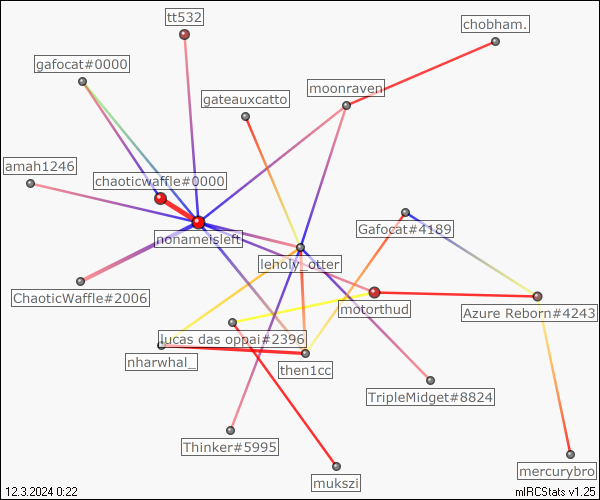 tt532
chobham.
gafocat#0000
moonraven
gateauxcatto
amah1246
chaoticwaffle#0000
nonameisleft
Gafocat#4189
leholy_otter
ChaoticWaffle#2006
motorthud
Azure Reborn#4243
lucas das oppai#2396
nharwhal_
then1cc
TripleMidget#8824
Thinker#5995
mercurybro
mukszi
12.3.2024 0:22
mIRCStats v1.25